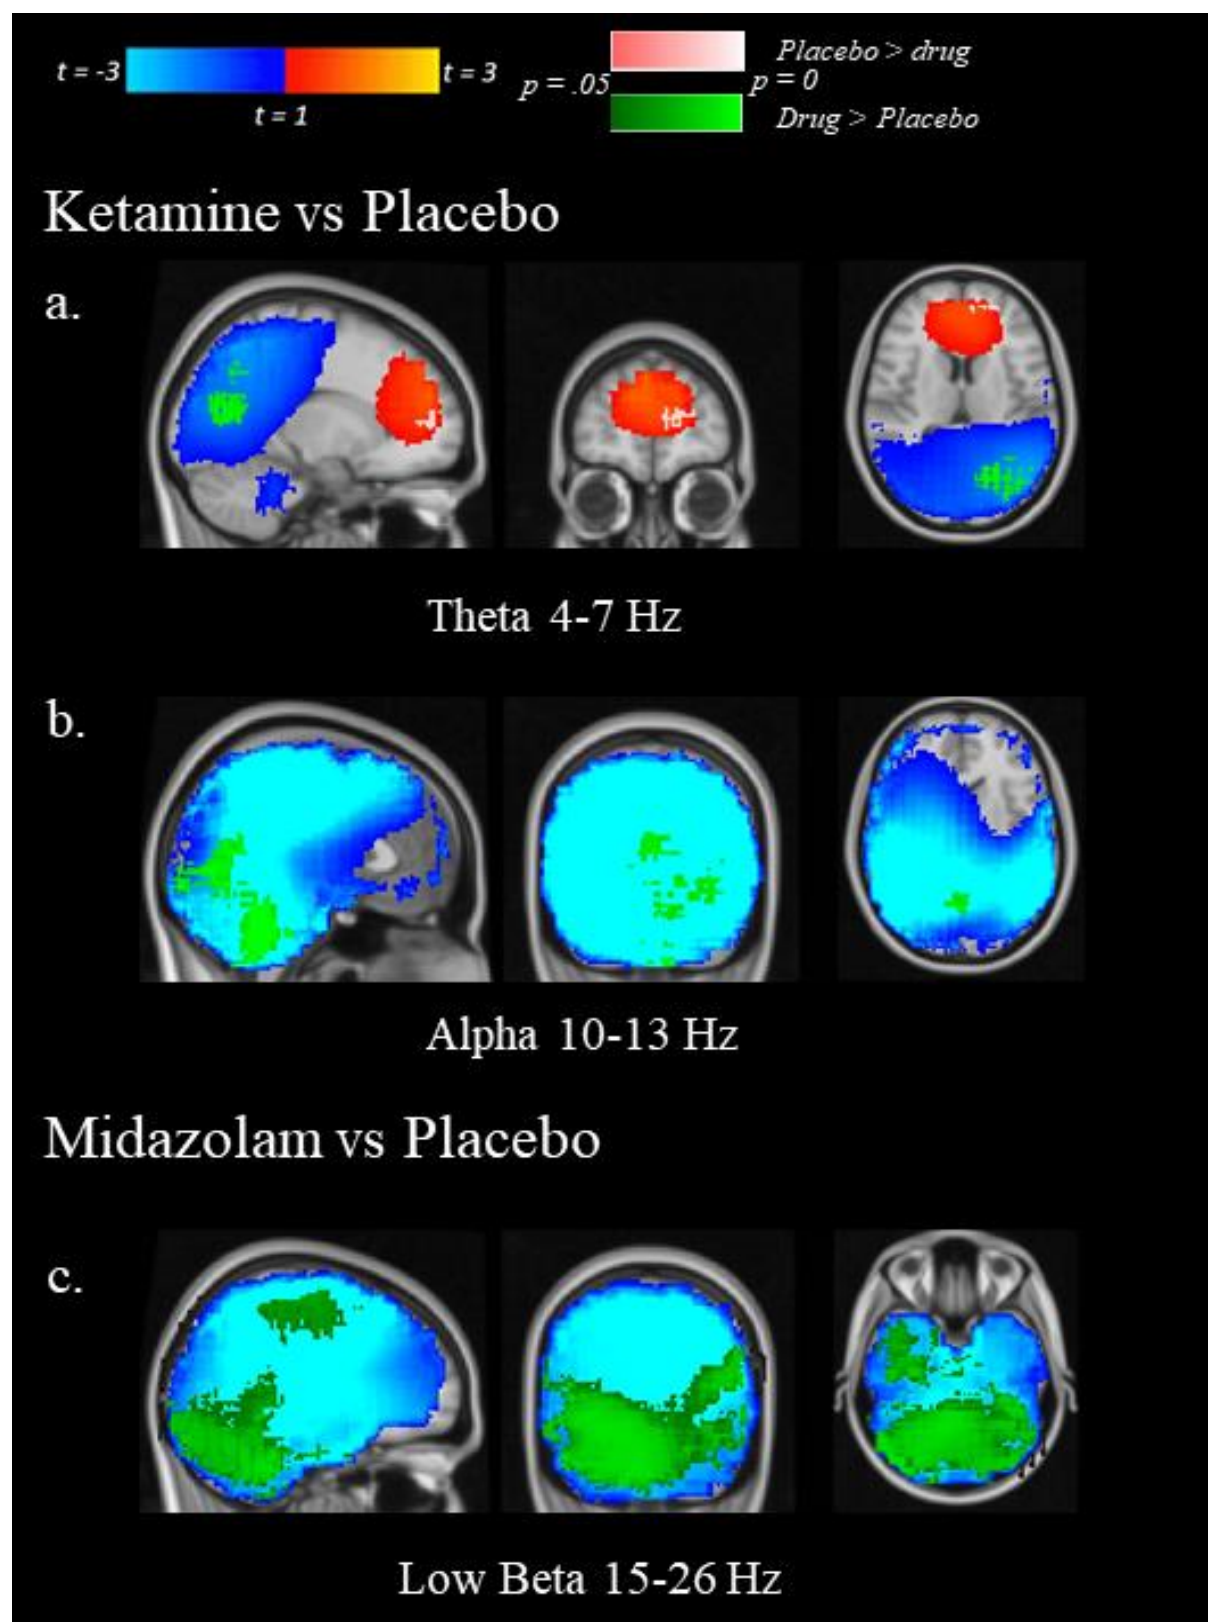 t = -3
t = 3
t = 1
p = .05
Placebo > drug
p = 0
Drug > Placebo
Ketamine vs Placebo
a.
Theta 4-7 Hz
b.
Alpha 10-13 Hz
Midazolam vs Placebo
c.
Low Beta 15-26 Hz